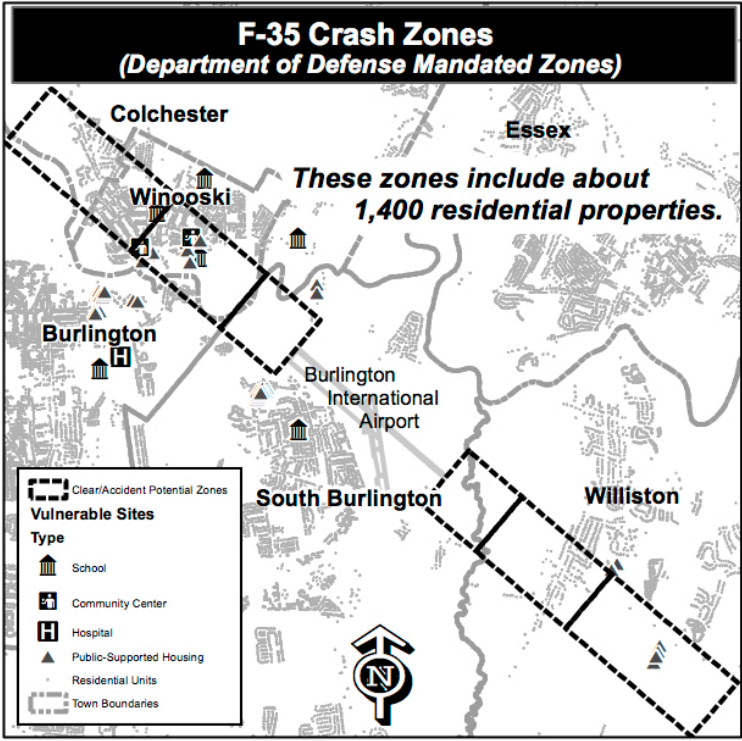 F-35 Crash Zones
(Department of Defense Mandated Zones)
Colchester
Essex
These zones include about
1,400 residential properties.
Winooski
Burlington
H
Burlington
International
Airport
South Burlington
Williston
Clear/Accident Potential Zones
Vulnerable Sites
Type
School
Community Center
H Hospital
Public-Supported Housing
Residential Units
Town Boundaries
N